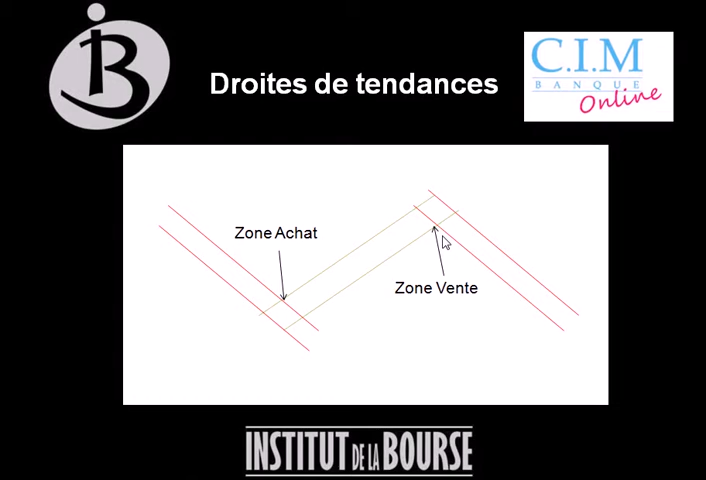 Droites de tendances
C.I.M
BANQUE
Online
Zone Achat
Zone Vente
INSTITUT DE LA BOURSE